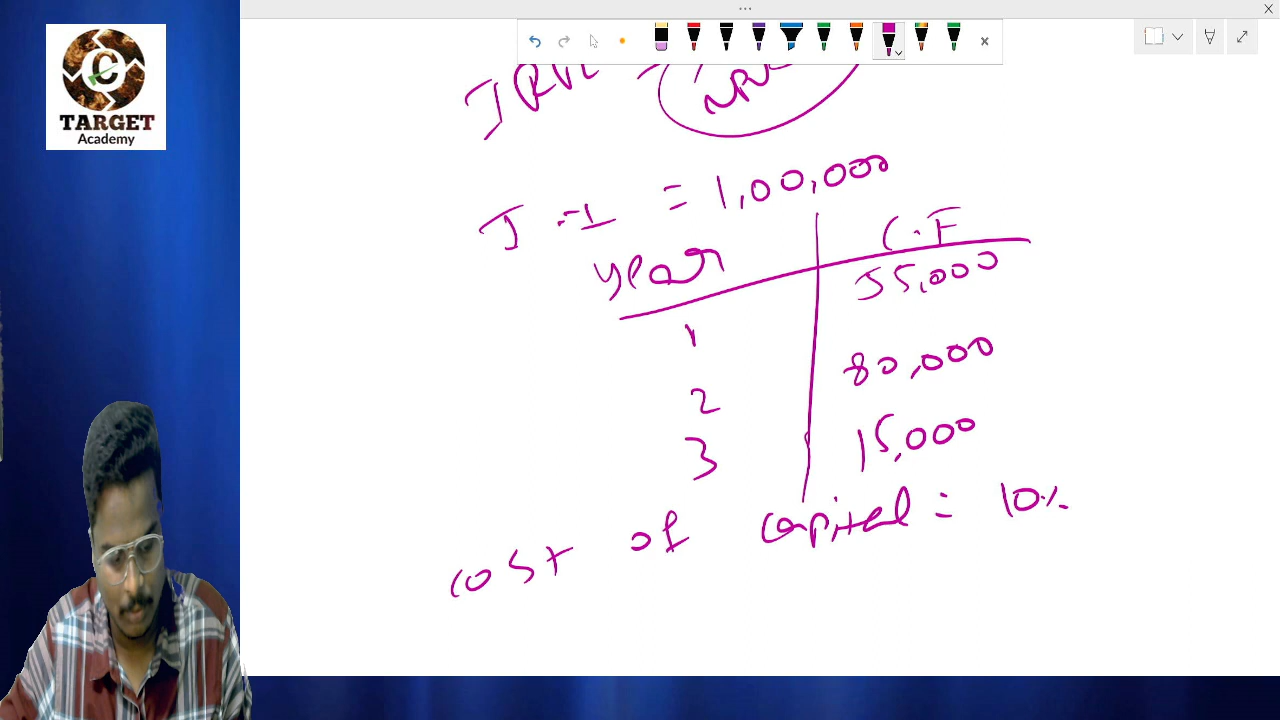 TARGET
Academy
I-I = 1,00,000
year C.F
1 55,000
2 80,000
3 15,000
cost of capital = 10%